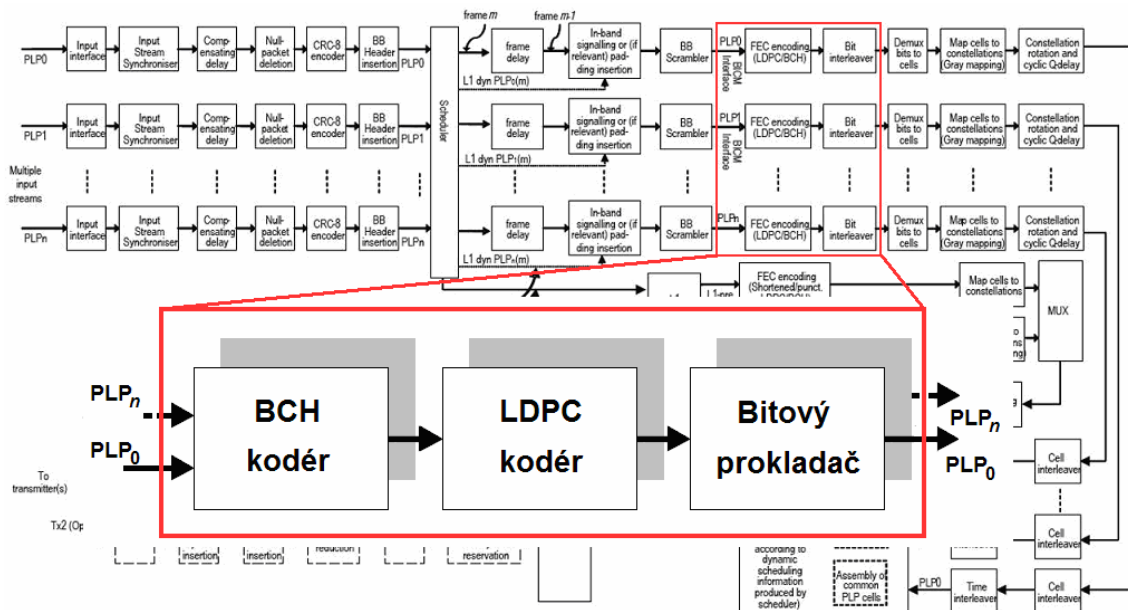 frame m
frame m-1
PLP0
Input
interface
Input
Stream
Synchroniser
Comp-
ensating
delay
Null-
packet
deletion
CRC-8
encoder
BB
Header
insertion
PLP0
frame
delay
In-band
signalling or (if
relevant) pad-
ding insertion
BB
Scrambler
PLP0
BICM
Interface
FEC encoding
(LDPC/BCH)
Bit
interleaver
Demux
bits to
cells
Map cells to
constellations
(Gray mapping)
Constellation
rotation and
cyclic Q-delay
L1 dyn PLP0(m)
Scheduler
PLP1
Input
interface
Input
Stream
Synchroniser
Comp-
ensating
delay
Null-
packet
deletion
CRC-8
encoder
BB
Header
insertion
PLP1
frame
delay
In-band
signalling or (if
relevant) pad-
ding insertion
BB
Scrambler
PLP1
BICM
Interface
FEC encoding
(LDPC/BCH)
Bit
interleaver
Demux
bits to
cells
Map cells to
constellations
(Gray mapping)
Constellation
rotation and
cyclic Q-delay
L1 dyn PLP1(m)
Multiple
input
streams
PLPn
Input
interface
Input
Stream
Synchroniser
Comp-
ensating
delay
Null-
packet
deletion
CRC-8
encoder
BB
Header
insertion
PLPn
frame
delay
In-band
signalling or (if
relevant) pad-
ding insertion
BB
Scrambler
PLPn
FEC encoding
(LDPC/BCH)
Bit
interleaver
Demux
bits to
cells
Map cells to
constellations
(Gray mapping)
Constellation
rotation and
cyclic Q-delay
L1 dyn PLPn(m)
FEC encoding
(Shortened/punct.
Map cells to
constellations
MUX
PLPn
PLP0
BCH
kodér
LDPC
kodér
Bitový
prokladač
PLPn
PLP0
To
transmitter(s)
Cell
interleaver
Cell
interleaver
insertion
insertion
reservation
according to
dynamic
scheduling
information
produced by
scheduler)
Assembly of
common
PLP cells
PLP0
Time
interleaver
Cell
interleaver